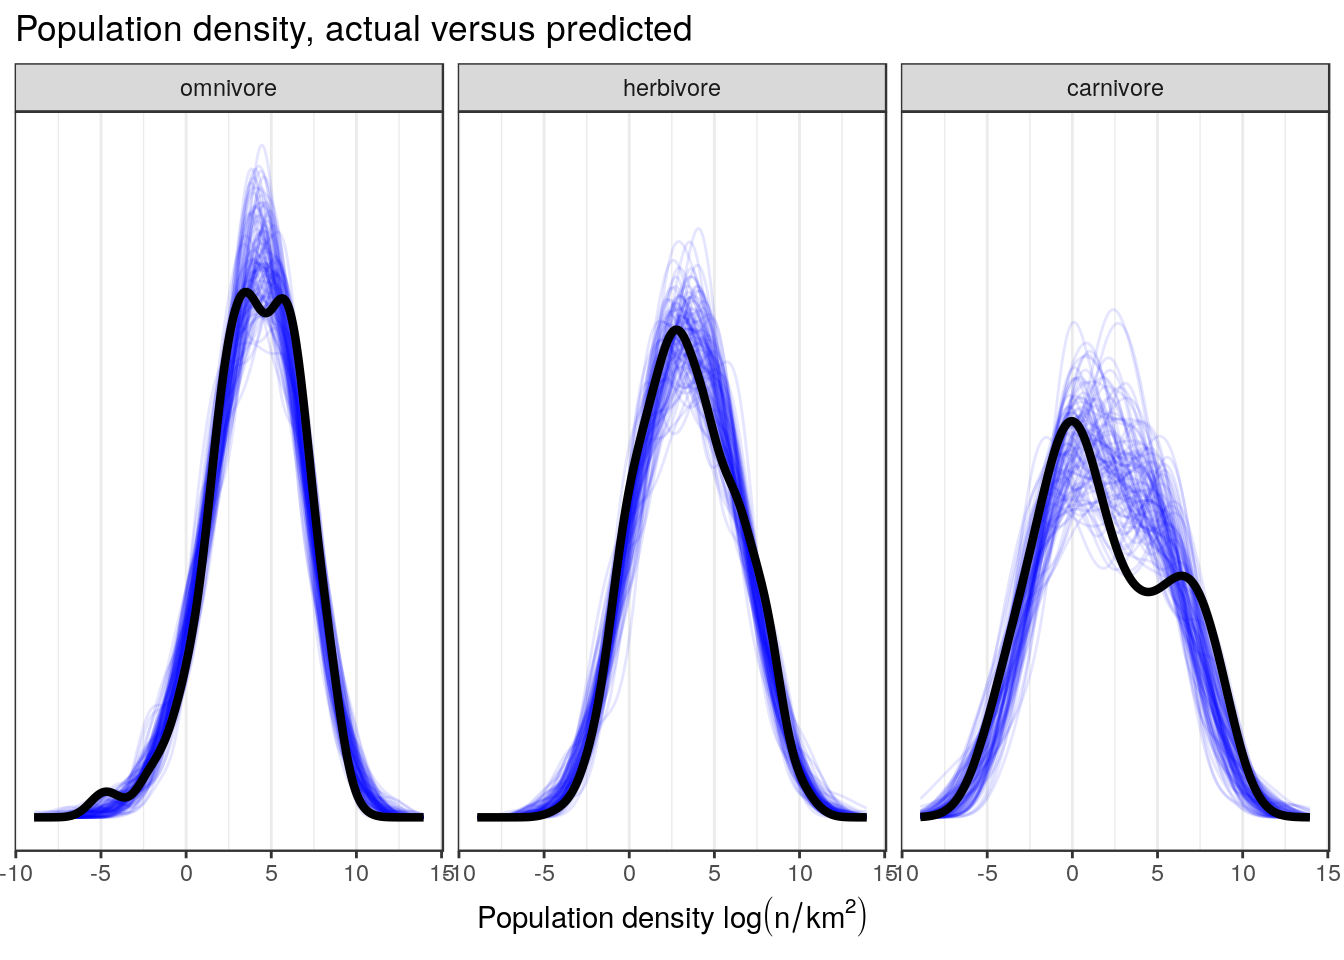 Population density, actual versus predicted
omnivore herbivore carnivore
-10 -5 0 5 10 15 -10 -5 0 5 10 15 -10 -5 0 5 10 15
Population density log(n/km²)